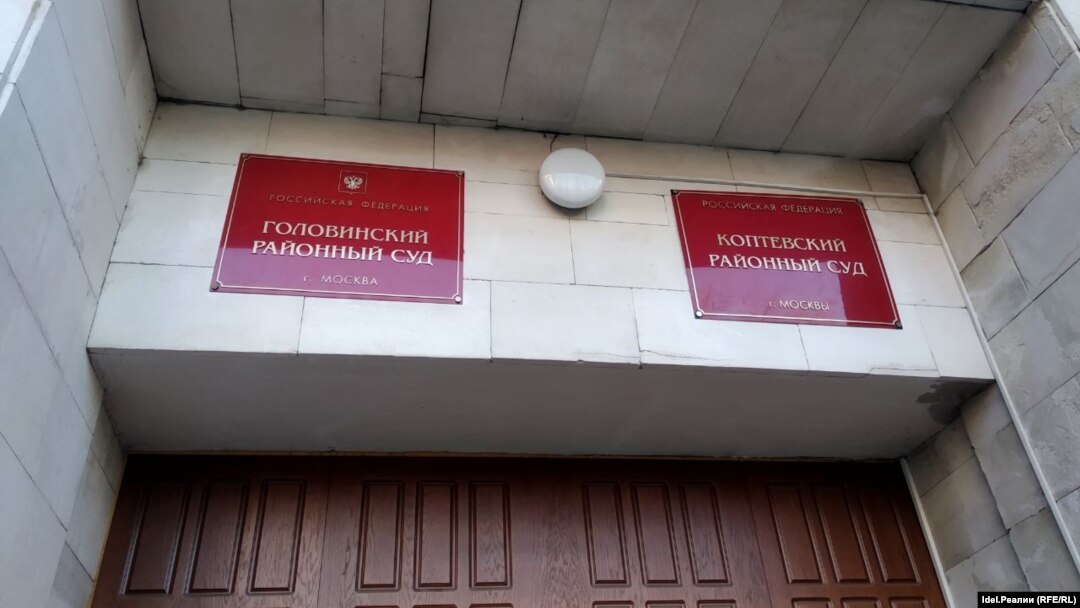 РОССИЙСКАЯ ФЕДЕРАЦИЯ
ГОЛОВИНСКИЙ
РАЙОННЫЙ СУД
г. МОСКВА
РОССИЙСКАЯ ФЕДЕРАЦИЯ
КОПТЕВСКИЙ
РАЙОННЫЙ СУД
г. МОСКВЫ
Idel.Реалии (RFE/RL)